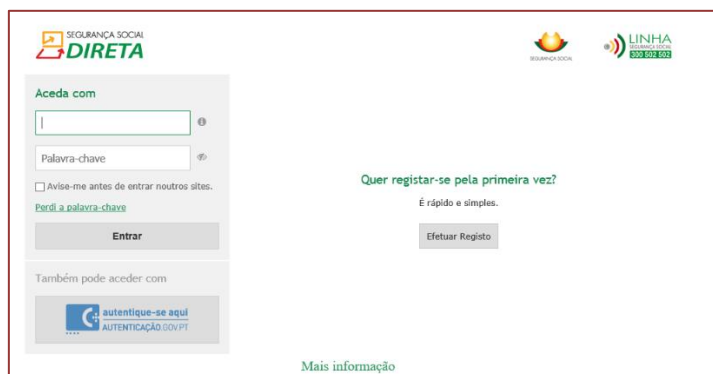 SEGURANÇA SOCIAL
DIRETA
SEGURANÇA SOCIAL
LINHA
SEGURANÇA SOCIAL
300 502 502
Aceda com
Palavra-chave
Avise-me antes de entrar noutros sites.
Perdi a palavra-chave
Entrar
Quer registar-se pela primeira vez?
É rápido e simples.
Efetuar Registo
Também pode aceder com
autentique-se aqui
AUTENTICAÇÃO.GOV.PT
Mais informação